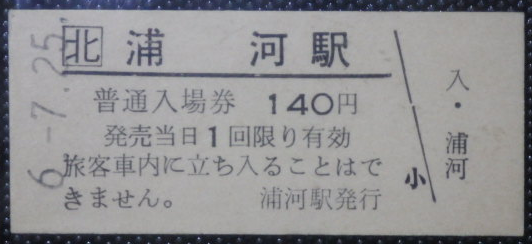 6-7.25
北 浦河駅
普通入場券 140円
発売当日1回限り有効
旅客車内に立ち入ることはで
きません。 浦河駅発行
小
入・浦河